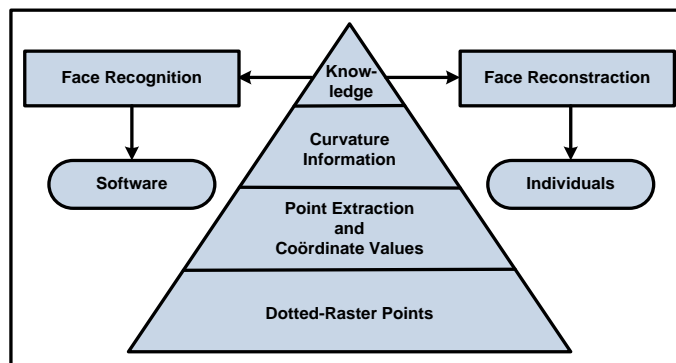 Face Recognition
Know-
ledge
Face Reconstraction
Curvature
Information
Software
Individuals
Point Extraction
and
Coördinate Values
Dotted-Raster Points